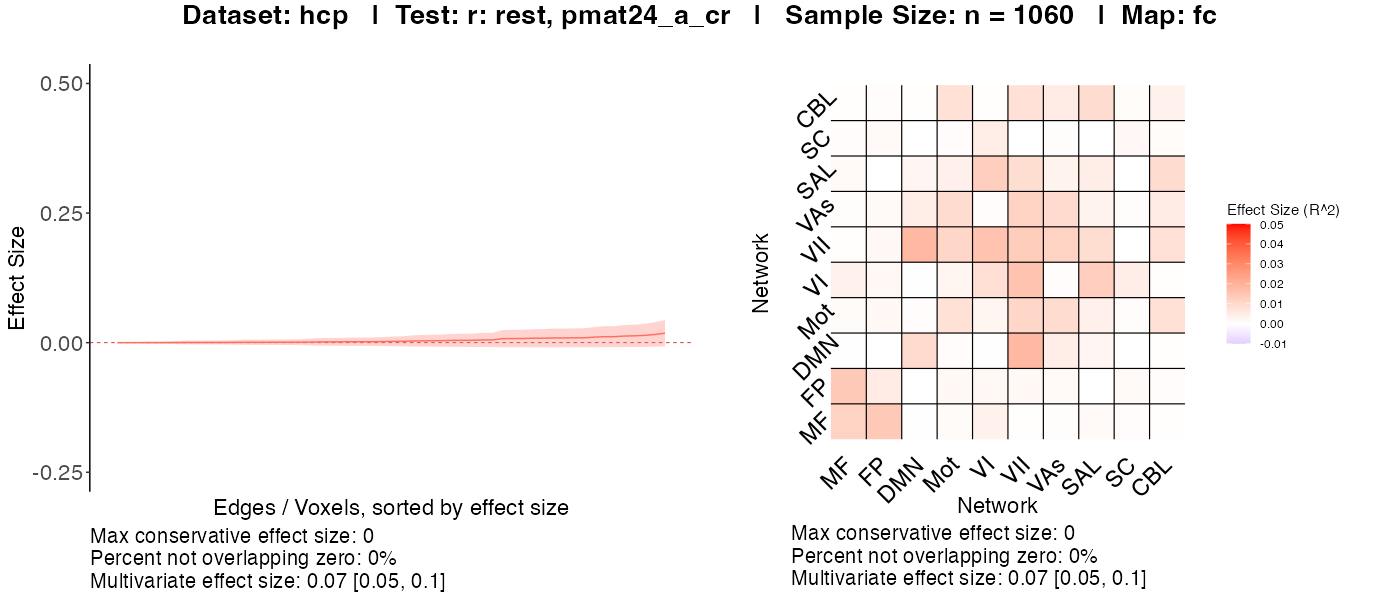 Dataset: hcp | Test: r: rest, pmat24_a_cr | Sample Size: n = 1060 | Map: fc
0.50
0.25
0.00
-0.25
Effect Size
Edges / Voxels, sorted by effect size
Max conservative effect size: 0
Percent not overlapping zero: 0%
Multivariate effect size: 0.07 [0.05, 0.1]
Network
CBL
SC
SAL
VAs
VII
VI
Mot
DMN
FP
MF
MF
FP
DMN
Mot
VI
VII
VAs
SAL
SC
CBL
Network
Max conservative effect size: 0
Percent not overlapping zero: 0%
Multivariate effect size: 0.07 [0.05, 0.1]
Effect Size (R^2)
0.05
0.04
0.03
0.02
0.01
0.00
-0.01